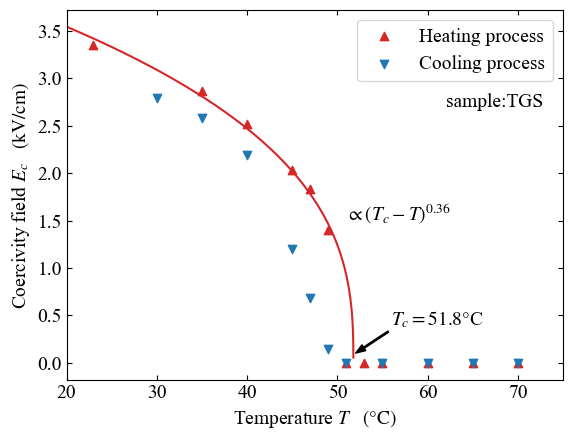 Heating process
Cooling process
sample:TGS
∝(T_c − T)^0.36
T_c = 51.8°C
Coercivity field E_c (kV/cm)
3.5
3.0
2.5
2.0
1.5
1.0
0.5
0.0
20 30 40 50 60 70
Temperature T (°C)